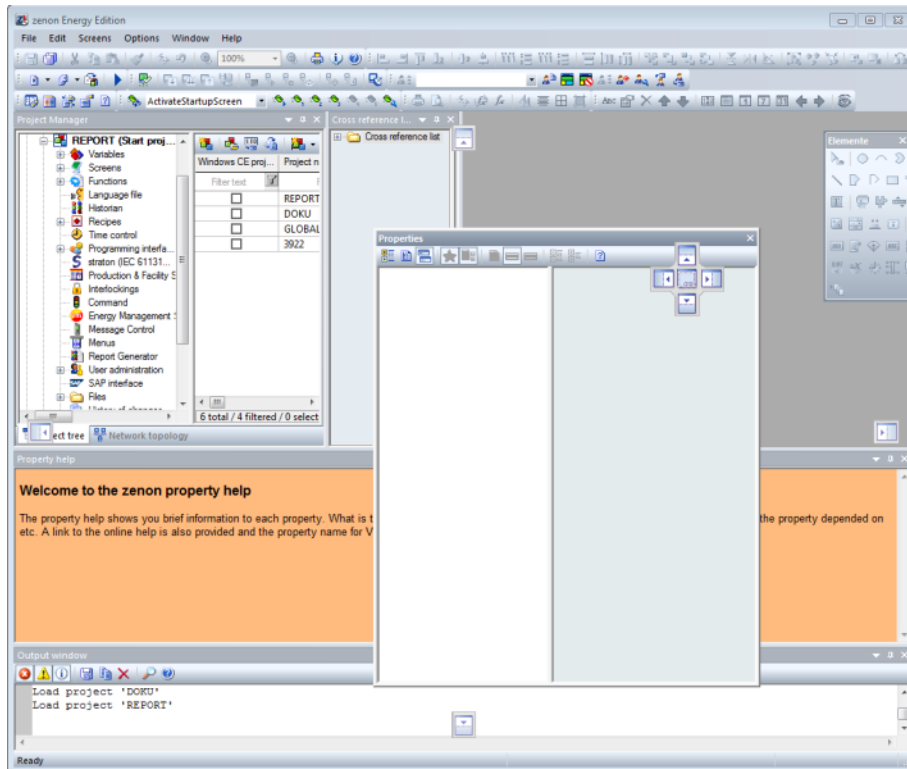 zenon Energy Edition
File Edit Screens Options Window Help
100%
ActivateStartupScreen
Project Manager
Cross reference l...
REPORT (Start proj...
Variables
Screens
Functions
Language file
Historian
Recipes
Time control
Programming interfa...
straton (IEC 61131...
Production & Facility S
Interlockings
Command
Energy Management
Message Control
Menus
Report Generator
User administration
SAP interface
Files
Windows CE proj... Project n
Filter text
REPORT
DOKU
GLOBAL
3922
6 total / 4 filtered / 0 select
ect tree Network topology
Cross reference list
Elemente
Properties
Property help
Welcome to the zenon property help
The property help shows you brief information to each property. What is t
the property depended on
etc. A link to the online help is also provided and the property name for V
Output window
Load project 'DOKU'
Load project 'REPORT'
Ready